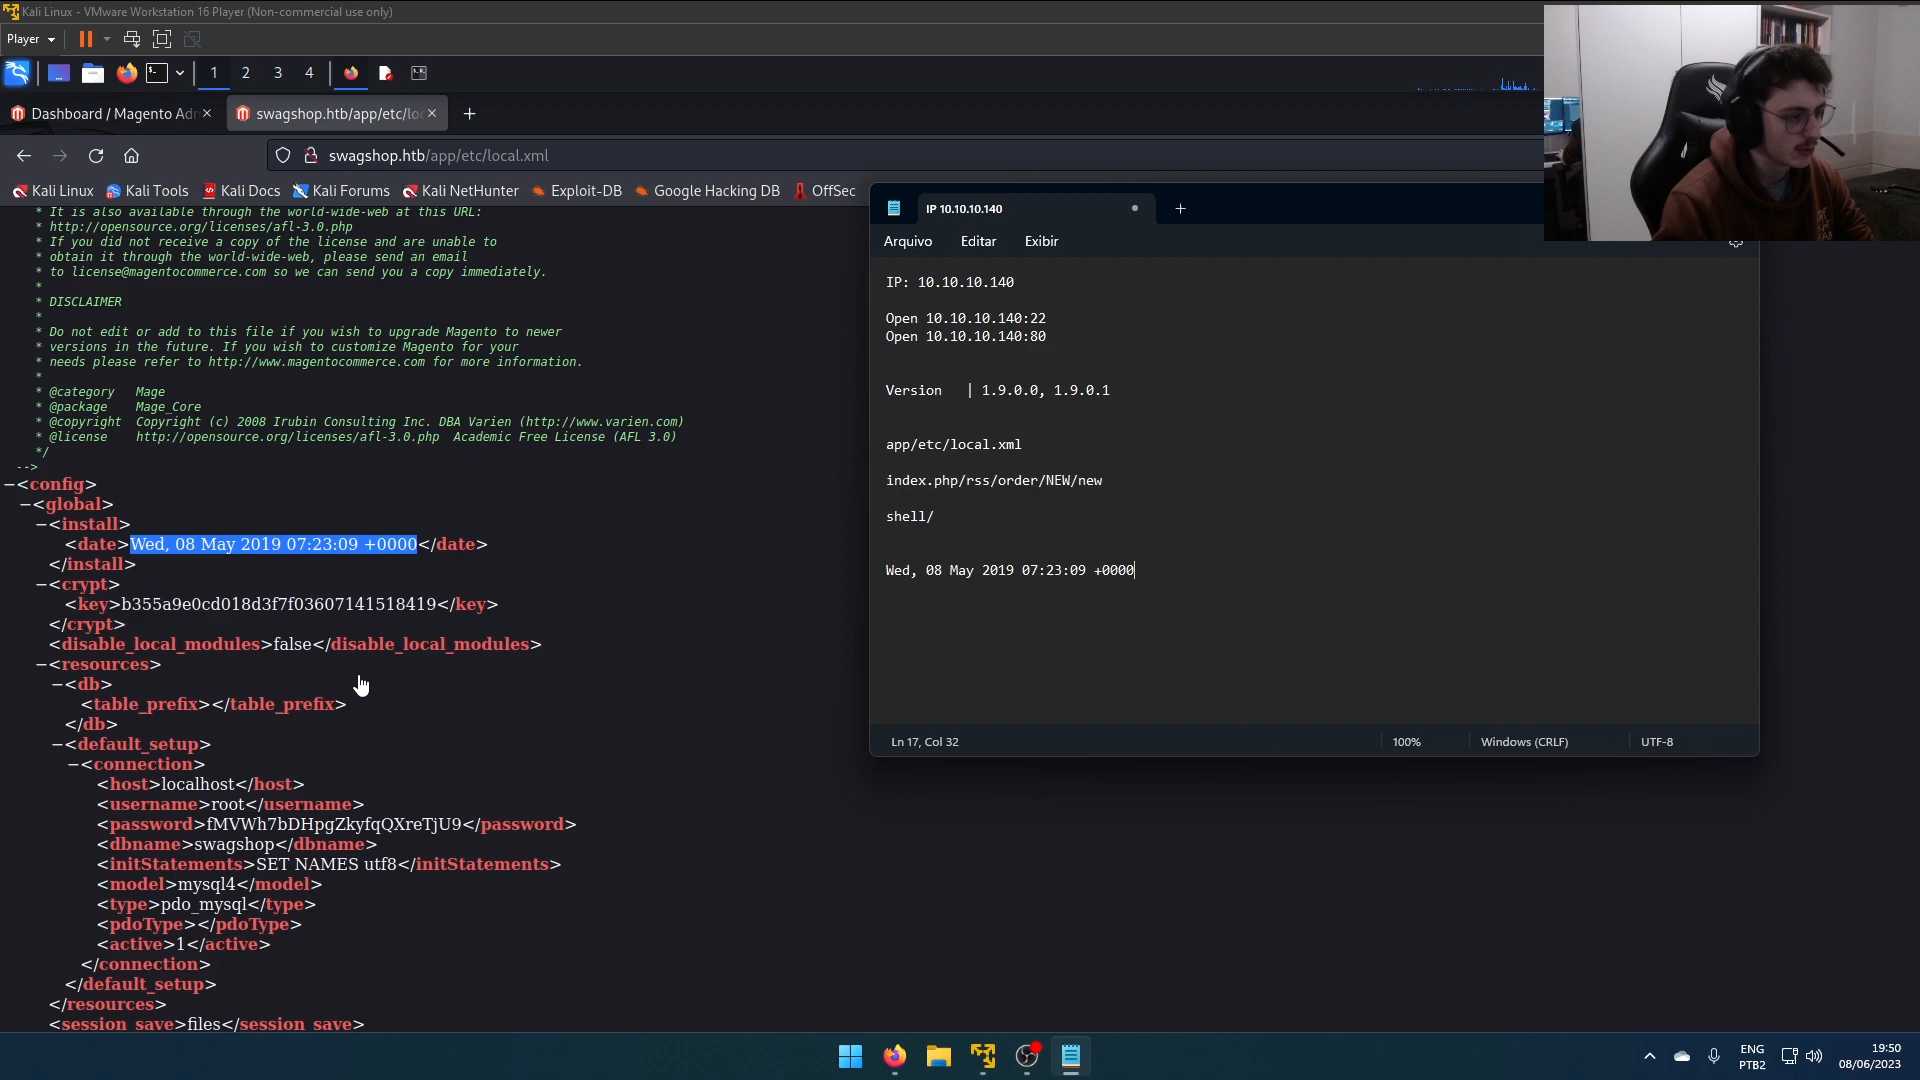 Kali Linux - VMware Workstation 16 Player (Non-commercial use only)
Player
1 2 3 4
Dashboard / Magento Adm
swagshop.htb/app/etc/loc
swagshop.htb/app/etc/local.xml
Kali Linux Kali Tools Kali Docs Kali Forums Kali NetHunter Exploit-DB Google Hacking DB OffSec
* It is also available through the world-wide-web at this URL:
* http://opensource.org/licenses/afl-3.0.php
* If you did not receive a copy of the license and are unable to
* obtain it through the world-wide-web, please send an email
* to license@magentocommerce.com so we can send you a copy immediately.
*
* DISCLAIMER
*
* Do not edit or add to this file if you wish to upgrade Magento to newer
* versions in the future. If you wish to customize Magento for your
* needs please refer to http://www.magentocommerce.com for more information.
*
* @category Mage
* @package Mage_Core
* @copyright Copyright (c) 2008 Irubin Consulting Inc. DBA Varien (http://www.varien.com)
* @license http://opensource.org/licenses/afl-3.0.php Academic Free License (AFL 3.0)
*/
-->
−<config>
−<global>
−<install>
<date>Wed, 08 May 2019 07:23:09 +0000</date>
</install>
−<crypt>
<key>b355a9e0cd018d3f7f03607141518419</key>
</crypt>
<disable_local_modules>false</disable_local_modules>
−<resources>
−<db>
<table_prefix></table_prefix>
</db>
−<default_setup>
−<connection>
<host>localhost</host>
<username>root</username>
<password>fMVWh7bDHpgZkyfqQXreTjU9</password>
<dbname>swagshop</dbname>
<initStatements>SET NAMES utf8</initStatements>
<model>mysql4</model>
<type>pdo_mysql</type>
<pdoType></pdoType>
<active>1</active>
</connection>
</default_setup>
</resources>
<session_save>files</session_save>
IP 10.10.10.140
Arquivo Editar Exibir
IP: 10.10.10.140
Open 10.10.10.140:22
Open 10.10.10.140:80
Version | 1.9.0.0, 1.9.0.1
app/etc/local.xml
index.php/rss/order/NEW/new
shell/
Wed, 08 May 2019 07:23:09 +0000
Ln 17, Col 32 100% Windows (CRLF) UTF-8
ENG
PTB2
19:50
08/06/2023